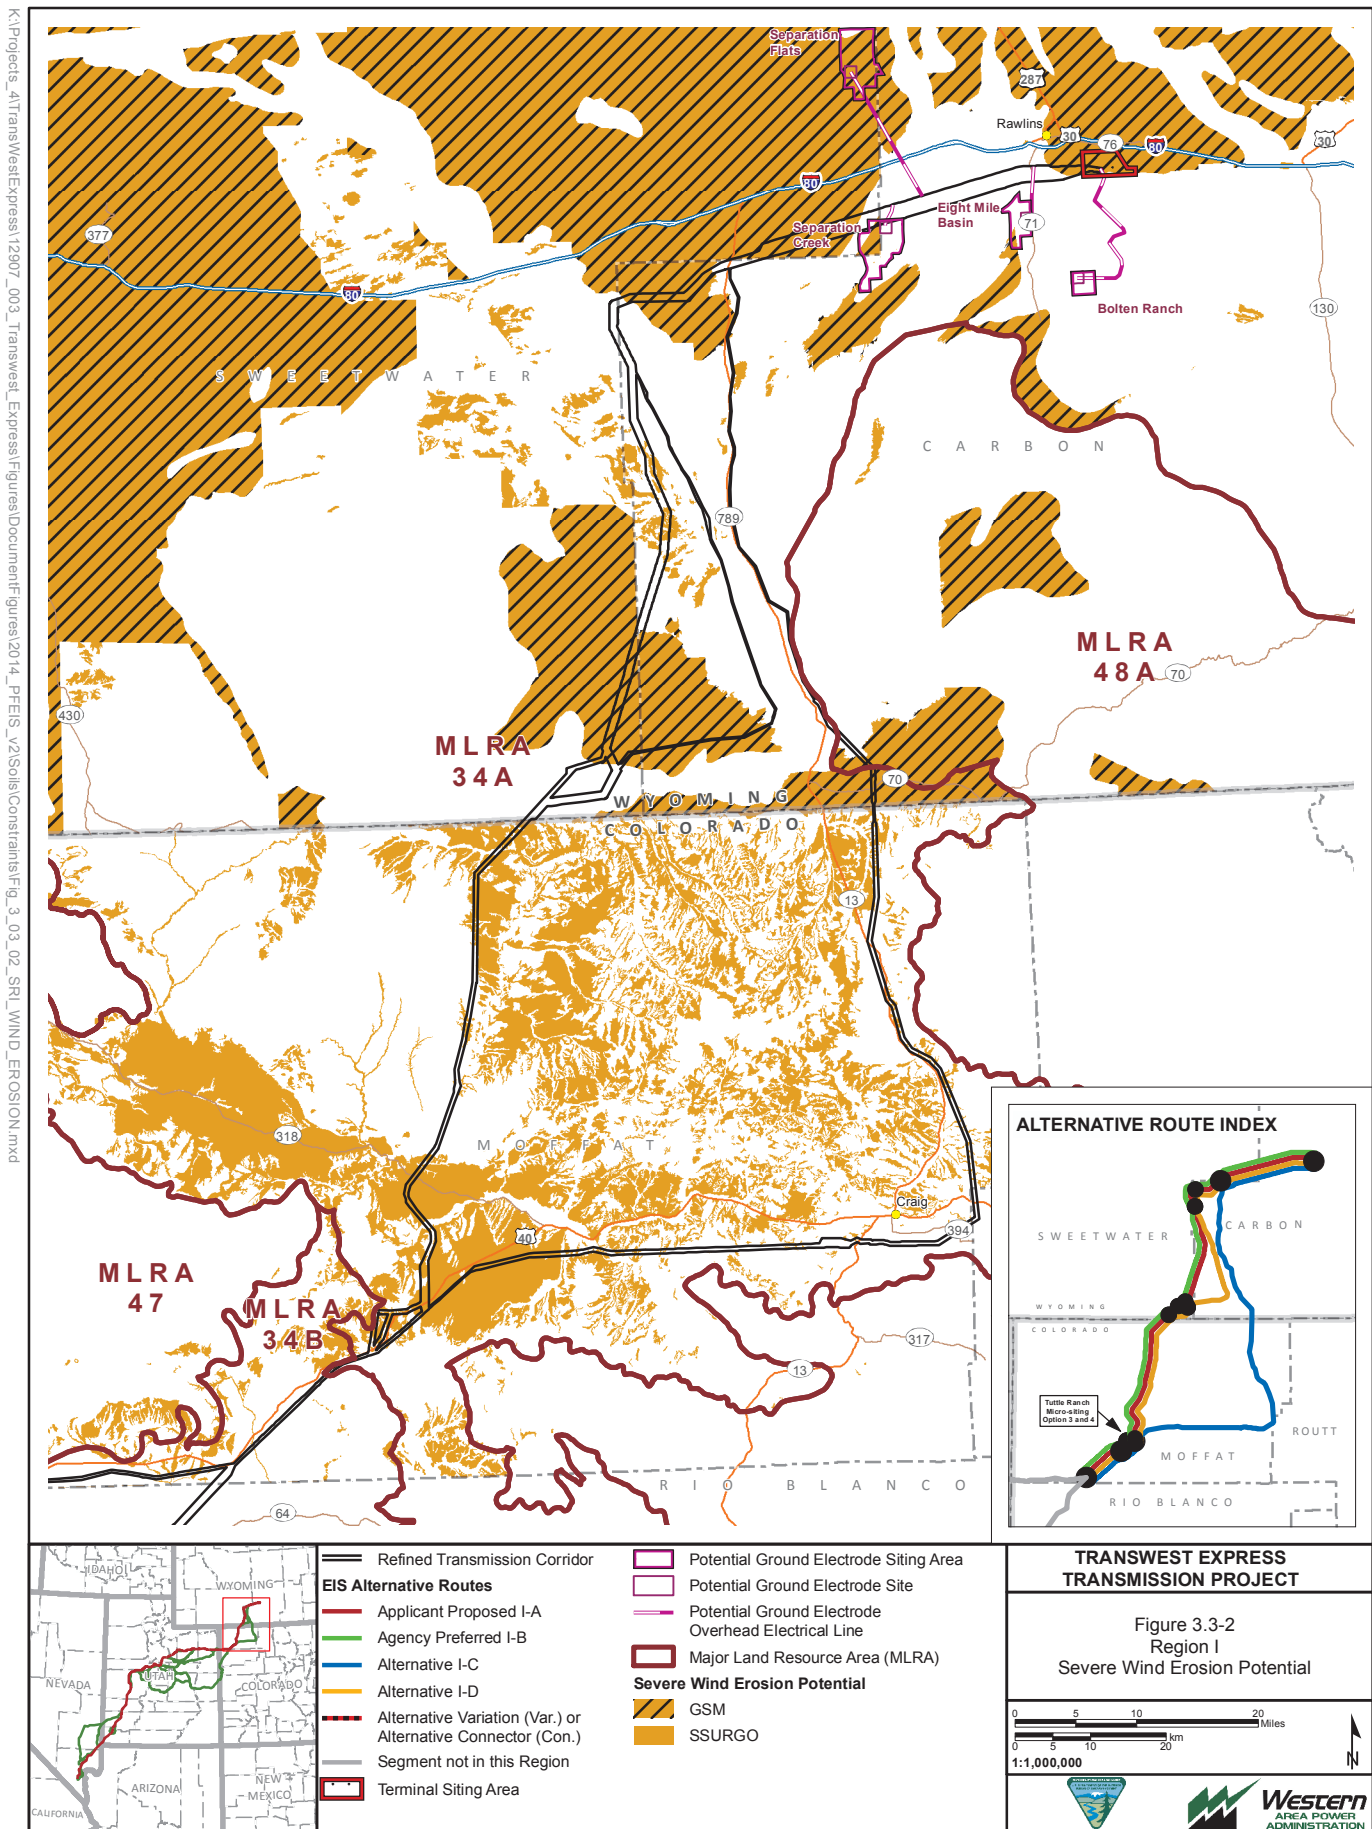 K:\Projects_4\TransWestExpress\12907_003_Transwest_Express\Figures\DocumentFigures\2014_PFEIS_v2\Soils\Constraints\Fig_3_03_02_SRI_WIND_EROSION.mxd
Separation
Flats
287
Rawlins
30
76
80
30
80
377
Separation
Creek
Eight Mile
Basin
71
80
Bolten Ranch
130
S W E E T W A T E R
C A R B O N
789
MLRA
48A
70
430
MLRA
34A
70
W Y O M I N G
C O L O R A D O
13
318
M O F F A T
Craig
40
394
MLRA
47
MLRA
34B
317
13
R I O B L A N C O
64
ALTERNATIVE ROUTE INDEX
SWEETWATER
CARBON
WYOMING
COLORADO
Tuttle Ranch
Micro-siting
Option 3 and 4
ROUTT
MOFFAT
RIO BLANCO
IDAHO
WYOMING
NEVADA
UTAH
COLORADO
ARIZONA
NEW
MEXICO
CALIFORNIA
Refined Transmission Corridor
EIS Alternative Routes
Applicant Proposed I-A
Agency Preferred I-B
Alternative I-C
Alternative I-D
Alternative Variation (Var.) or
Alternative Connector (Con.)
Segment not in this Region
Terminal Siting Area
Potential Ground Electrode Siting Area
Potential Ground Electrode Site
Potential Ground Electrode
Overhead Electrical Line
Major Land Resource Area (MLRA)
Severe Wind Erosion Potential
GSM
SSURGO
TRANSWEST EXPRESS
TRANSMISSION PROJECT
Figure 3.3-2
Region I
Severe Wind Erosion Potential
0 5 10 20
Miles
0 5 10 20
km
1:1,000,000
N
Western
AREA POWER
ADMINISTRATION